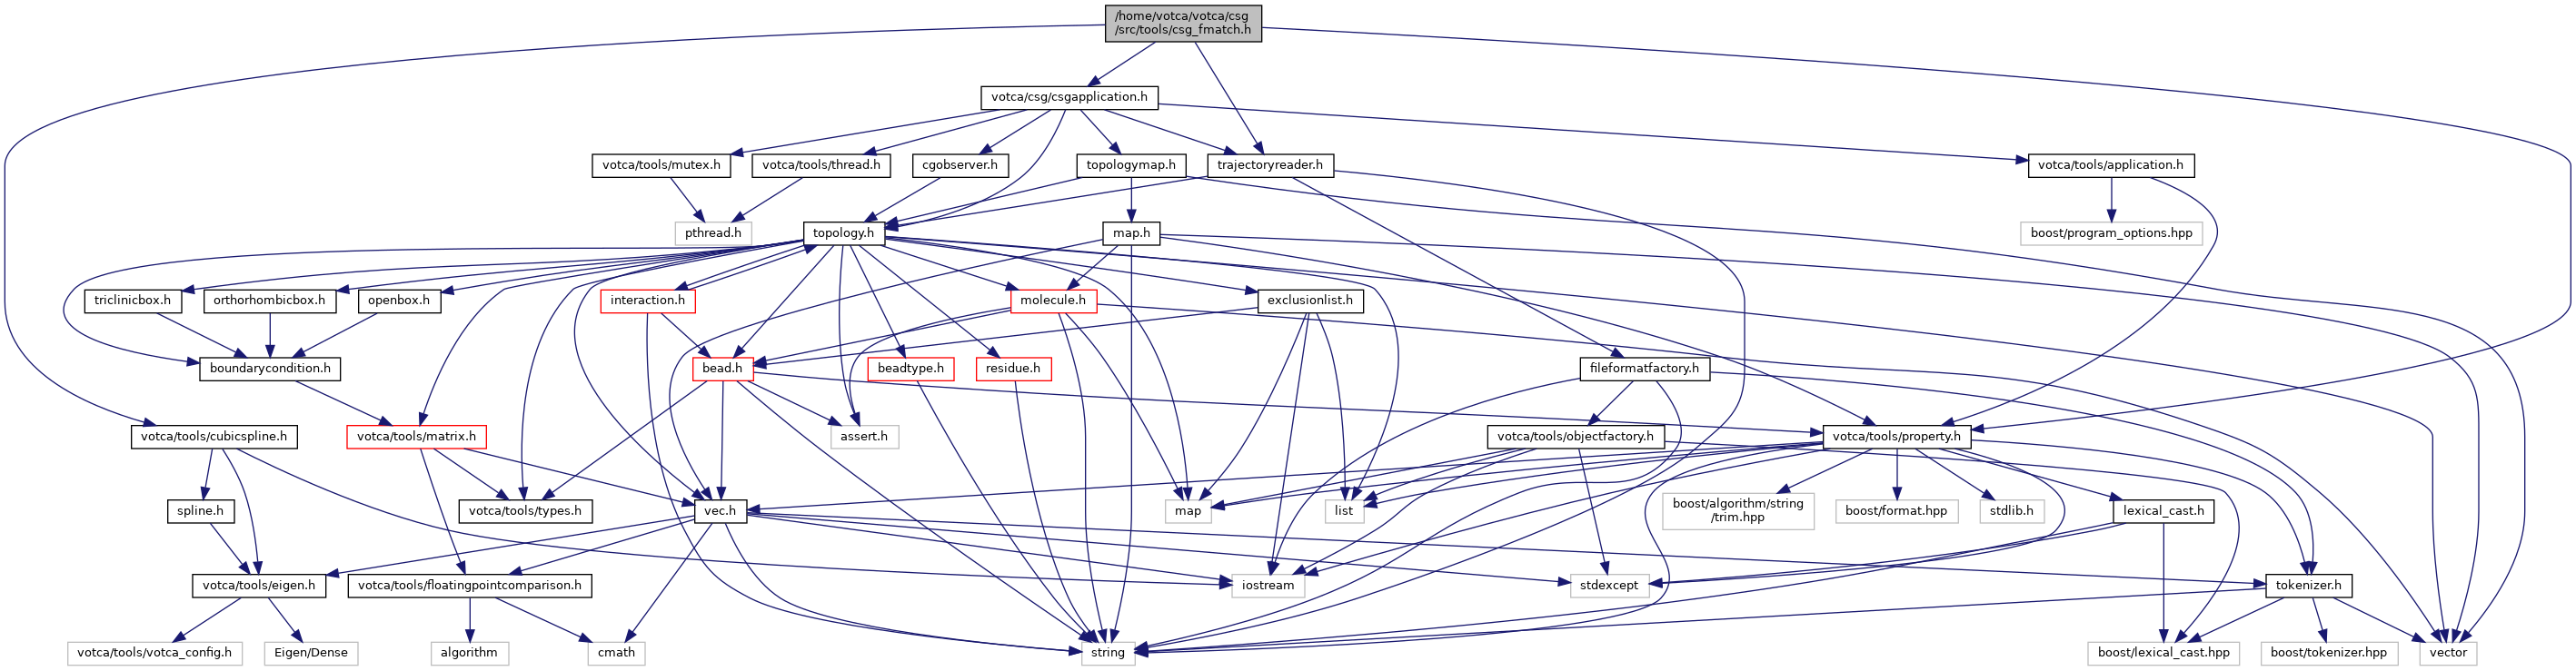 /home/votca/votca/csg
/src/tools/csg_fmatch.h
votca/csg/csgapplication.h
votca/tools/mutex.h
votca/tools/thread.h
cgobserver.h
topologymap.h
trajectoryreader.h
votca/tools/application.h
pthread.h
topology.h
map.h
boost/program_options.hpp
triclinicbox.h
orthorhombicbox.h
openbox.h
interaction.h
molecule.h
exclusionlist.h
boundarycondition.h
bead.h
beadtype.h
residue.h
fileformatfactory.h
votca/tools/cubicspline.h
votca/tools/matrix.h
assert.h
votca/tools/objectfactory.h
votca/tools/property.h
spline.h
votca/tools/types.h
vec.h
map
list
boost/algorithm/string
/trim.hpp
boost/format.hpp
stdlib.h
lexical_cast.h
votca/tools/eigen.h
votca/tools/floatingpointcomparison.h
iostream
stdexcept
tokenizer.h
votca/tools/votca_config.h
Eigen/Dense
algorithm
cmath
string
boost/lexical_cast.hpp
boost/tokenizer.hpp
vector